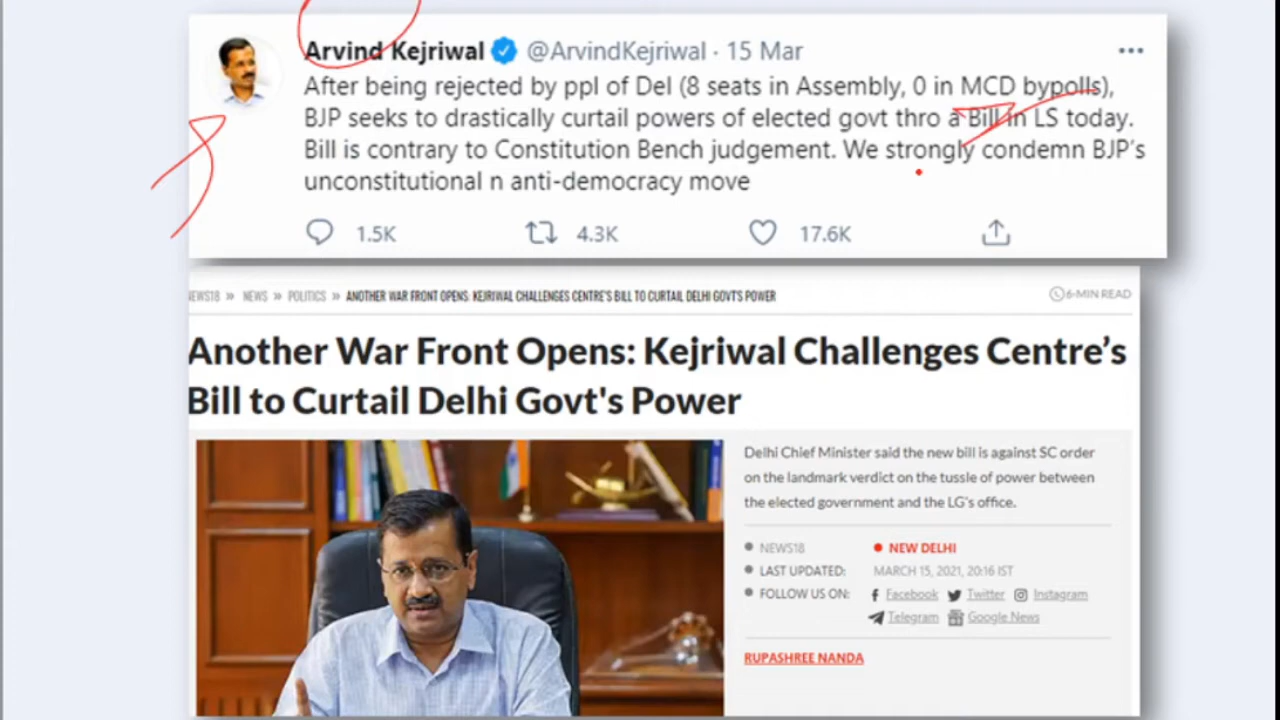 Arvind Kejriwal @ArvindKejriwal · 15 Mar
After being rejected by ppl of Del (8 seats in Assembly, 0 in MCD bypolls),
BJP seeks to drastically curtail powers of elected govt thro a Bill in LS today.
Bill is contrary to Constitution Bench judgement. We strongly condemn BJP's
unconstitutional n anti-democracy move
1.5K 4.3K 17.6K
NEWS18 » NEWS » POLITICS » ANOTHER WAR FRONT OPENS: KEJRIWAL CHALLENGES CENTRE'S BILL TO CURTAIL DELHI GOVT'S POWER
6-MIN READ
Another War Front Opens: Kejriwal Challenges Centre's
Bill to Curtail Delhi Govt's Power
Delhi Chief Minister said the new bill is against SC order
on the landmark verdict on the tussle of power between
the elected government and the LG's office.
NEWS18 NEW DELHI
LAST UPDATED: MARCH 15, 2021, 20:16 IST
FOLLOW US ON: Facebook Twitter Instagram
Telegram Google News
RUPASHREE NANDA